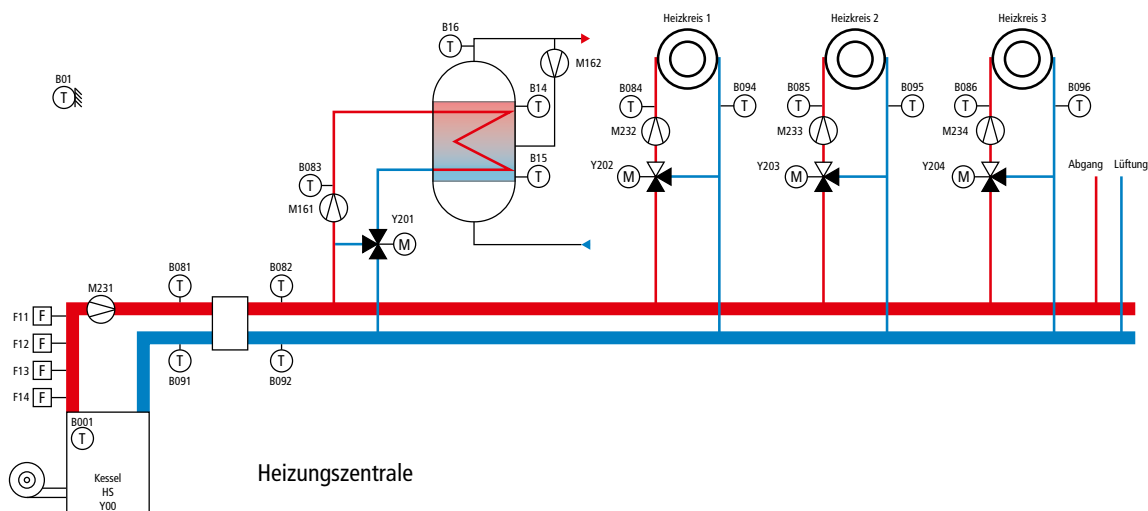 B16
Heizkreis 1
Heizkreis 2
Heizkreis 3
T
M162
B01
T
B14
T
B084
T
B094
T
B085
T
B095
T
B086
T
B096
T
M232
M233
M234
B15
T
B083
T
Y202
M
Y203
M
Y204
M
Abgang
Lüftung
M161
Y201
M
B081
T
B082
T
M231
F11
F
F12
F
F13
F
F14
F
T
B091
T
B092
B001
T
Kessel
HS
Y00
Heizungszentrale